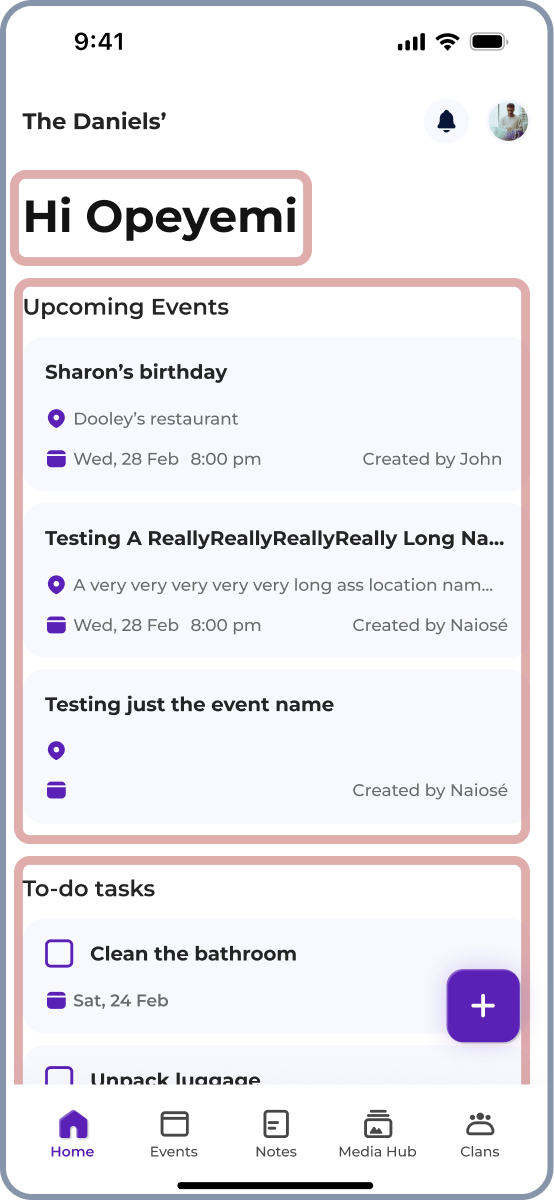 9:41
The Daniels’
Hi Opeyemi
Upcoming Events
Sharon’s birthday
Dooley’s restaurant
Wed, 28 Feb 8:00 pm Created by John
Testing A ReallyReallyReallyReally Long Na...
A very very very very very long ass location nam...
Wed, 28 Feb 8:00 pm Created by Naiosé
Testing just the event name
Created by Naiosé
To-do tasks
Clean the bathroom
Sat, 24 Feb
Unpack luggage
Home Events Notes Media Hub Clans